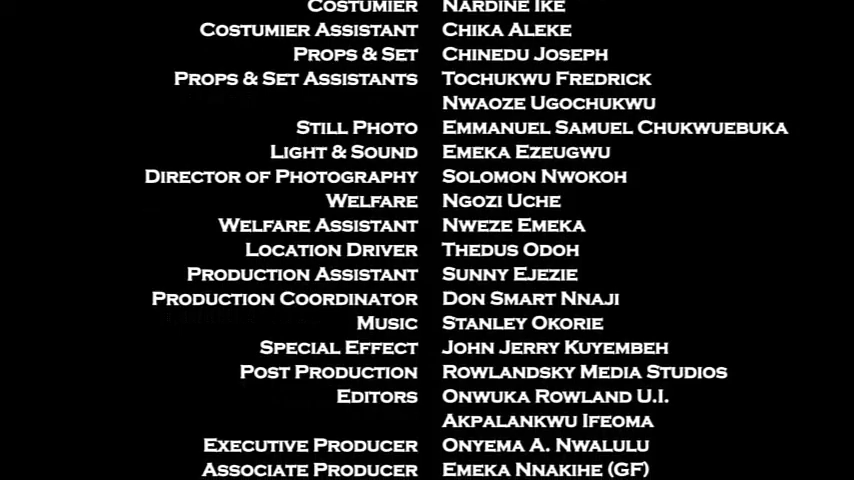 Costumier Nardine Ike
Costumier Assistant Chika Aleke
Props & Set Chinedu Joseph
Props & Set Assistants Tochukwu Fredrick
Nwaoze Ugochukwu
Still Photo Emmanuel Samuel Chukwuebuka
Light & Sound Emeka Ezeugwu
Director of Photography Solomon Nwokoh
Welfare Ngozi Uche
Welfare Assistant Nweze Emeka
Location Driver Thedus Odoh
Production Assistant Sunny Ejezie
Production Coordinator Don Smart Nnaji
Music Stanley Okorie
Special Effect John Jerry Kuyembeh
Post Production Rowlandsky Media Studios
Editors Onwuka Rowland U.I.
Akpalankwu Ifeoma
Executive Producer Onyema A. Nwalulu
Associate Producer Emeka Nnakihe (GF)